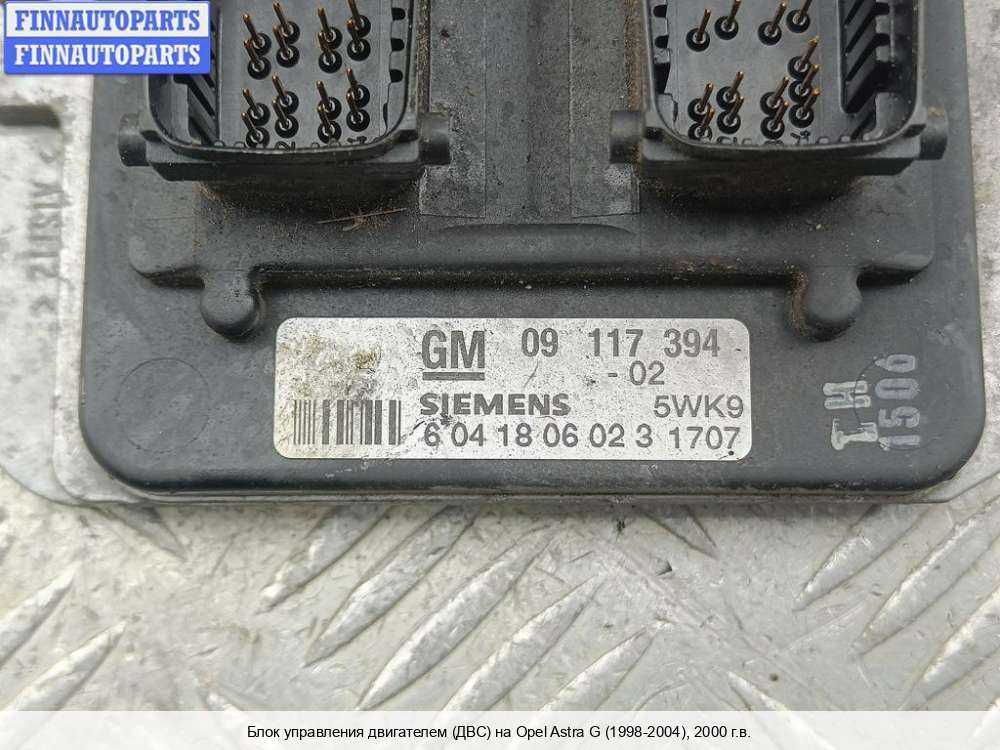 FINNAUTOPARTS
FINNAUTOPARTS
GM 09 117 394
- 02
SIEMENS 5WK9
6 04 18 06 02 3 1707
1506
Блок управления двигателем (ДВС) на Opel Astra G (1998-2004), 2000 г.в.